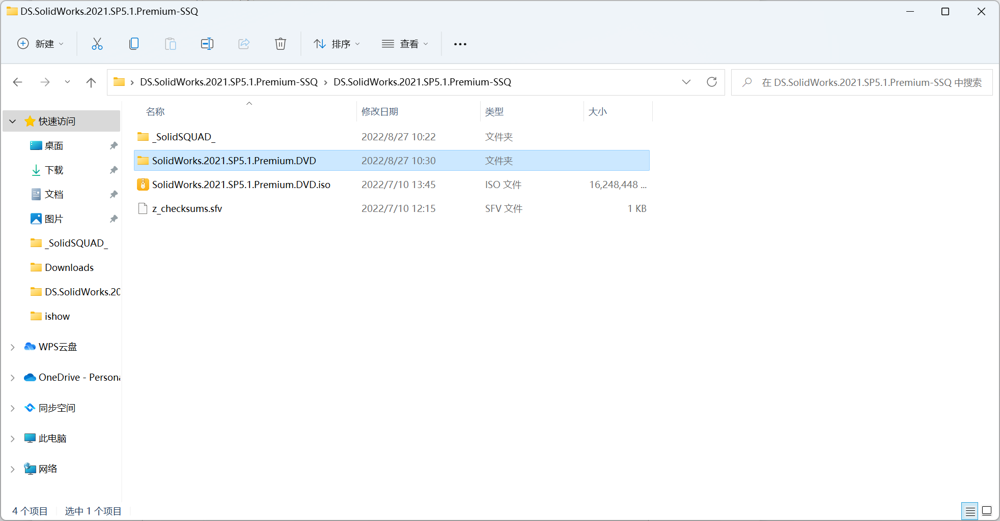 DS.SolidWorks.2021.SP5.1.Premium-SSQ
新建 排序 查看
DS.SolidWorks.2021.SP5.1.Premium-SSQ DS.SolidWorks.2021.SP5.1.Premium-SSQ 在 DS.SolidWorks.2021.SP5.1.Premium-SSQ 中搜索
名称 修改日期 类型 大小
_SolidSQUAD_ 2022/8/27 10:22 文件夹
SolidWorks.2021.SP5.1.Premium.DVD 2022/8/27 10:30 文件夹
SolidWorks.2021.SP5.1.Premium.DVD.iso 2022/7/10 13:45 ISO 文件 16,248,448 ...
z_checksums.sfv 2022/7/10 12:15 SFV 文件 1 KB
快速访问
桌面
下载
文档
图片
_SolidSQUAD_
Downloads
DS.SolidWorks.20
ishow
WPS云盘
OneDrive - Persona
同步空间
此电脑
网络
4 个项目 选中 1 个项目